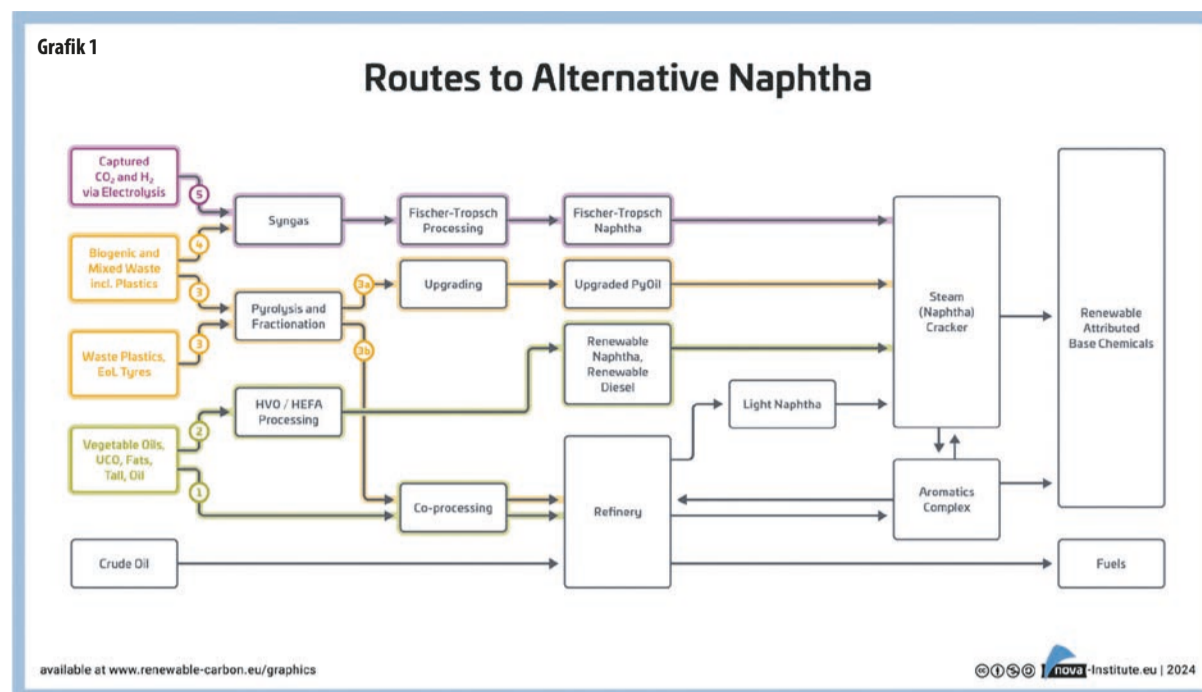 Grafik 1
Routes to Alternative Naphtha
Captured
CO₂ and H₂
via Electrolysis
5
Syngas
Fischer-Tropsch
Processing
Fischer-Tropsch
Naphtha
4
Biogenic and
Mixed Waste
incl. Plastics
3
Pyrolysis and
Fractionation
3a
Upgrading
Upgraded PyOil
Steam
(Naphtha)
Cracker
Renewable
Attributed
Base Chemicals
3
Waste Plastics,
EoL Tyres
3b
Renewable
Naphtha,
Renewable
Diesel
HVO / HEFA
Processing
Light Naphtha
2
Vegetable Oils,
UCO, Fats,
Tall, Oil
1
Co-processing
Refinery
Aromatics
Complex
Crude Oil
Fuels
available at www.renewable-carbon.eu/graphics
nova-Institute.eu | 2024